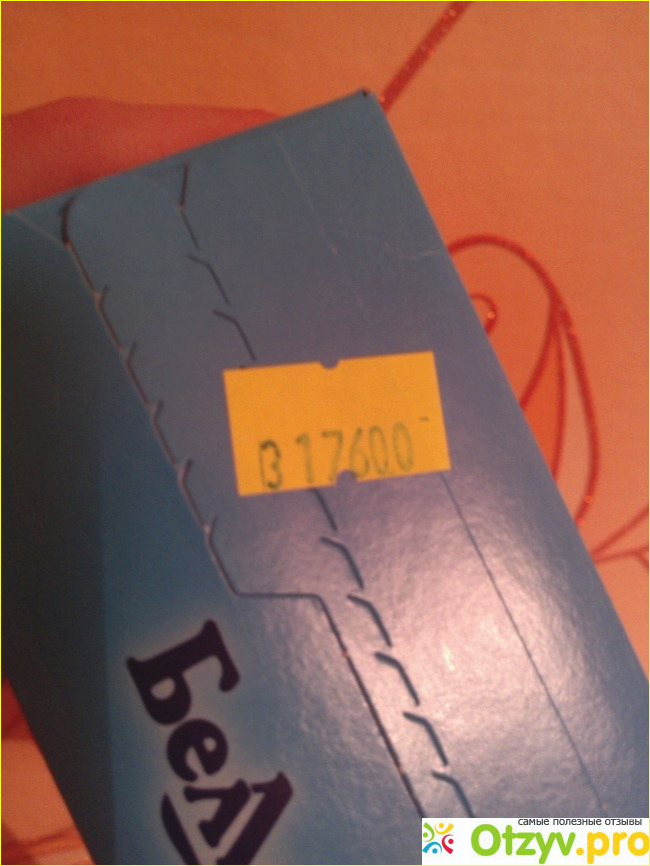 B 17600
Бел
самые полезные отзывы
Otzyv.pro